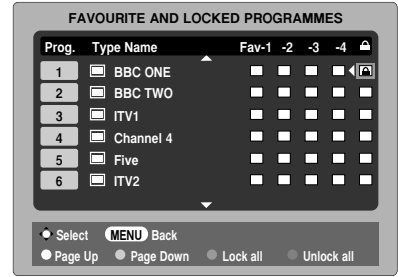 FAVOURITE AND LOCKED PROGRAMMES
Prog. Type Name Fav-1 -2 -3 -4
1 BBC ONE
2 BBC TWO
3 ITV1
4 Channel 4
5 Five
6 ITV2
Select MENU Back
Page Up Page Down Lock all Unlock all